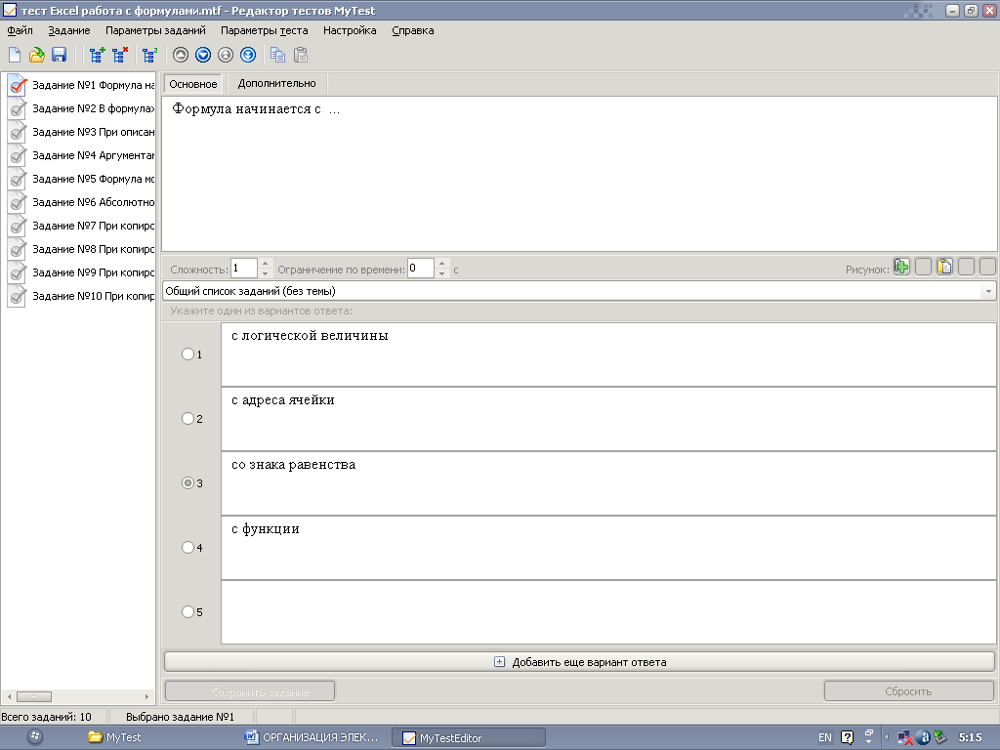 тест Excel работа с формулами.mtf - Редактор тестов MyTest
Файл Задание Параметры заданий Параметры теста Настройка Справка
Задание №1 Формула на
Задание №2 В формулах
Задание №3 При описан
Задание №4 Аргумента
Задание №5 Формула мо
Задание №6 Абсолютно
Задание №7 При копиро
Задание №8 При копиро
Задание №9 При копиро
Задание №10 При копир
Основное Дополнительно
Формула начинается с ...
Сложность: 1 Ограничение по времени: 0 с Рисунок:
Общий список заданий (без темы)
Укажите один из вариантов ответа:
1 с логической величины
2 с адреса ячейки
3 со знака равенства
4 с функции
5
Добавить еще вариант ответа
Сохранить задание Сбросить
Всего заданий: 10 Выбрано задание №1
MyTest ОРГАНИЗАЦИЯ ЭЛЕК... MyTestEditor EN 5:15